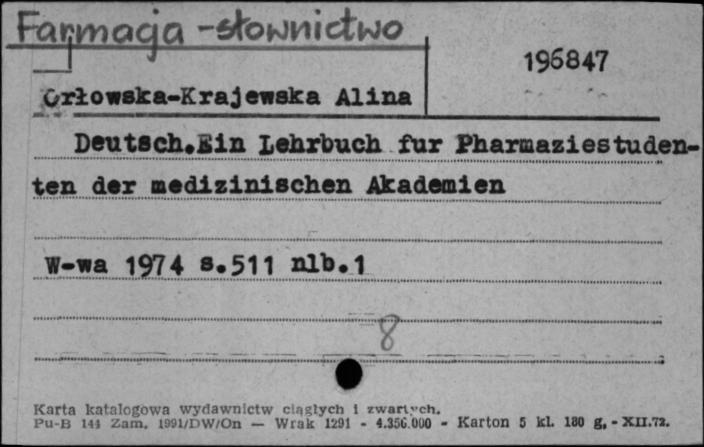 Farmacja - słownictwo
196847
Orłowska-Krajewska Alina
Deutsch.Ein Lehrbuch fur Pharmaziestuden-
ten der medizinischen Akademien
W-wa 1974 s.511 nlb.1
8
Karta katalogowa wydawnictw ciągłych i zwartych.
Pu-B 144 Zam. 1991/DW/On — Wrak 1291 - 4.356.000 - Karton 5 kl. 180 g. - XII.72.